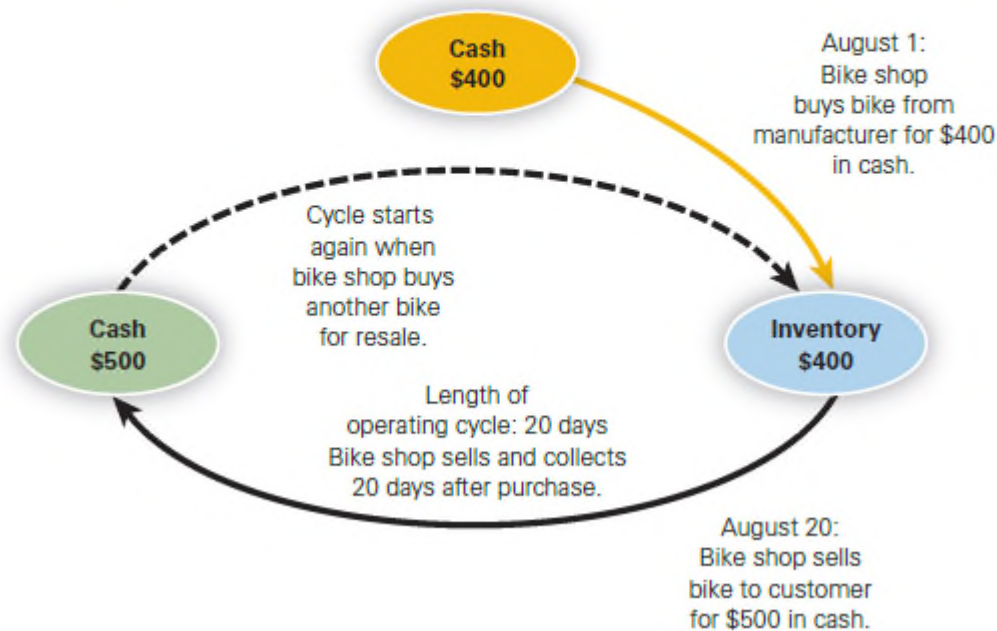 Cash
$400
August 1:
Bike shop
buys bike from
manufacturer for $400
in cash.
Cycle starts
again when
bike shop buys
another bike
for resale.
Cash
$500
Inventory
$400
Length of
operating cycle: 20 days
Bike shop sells and collects
20 days after purchase.
August 20:
Bike shop sells
bike to customer
for $500 in cash.